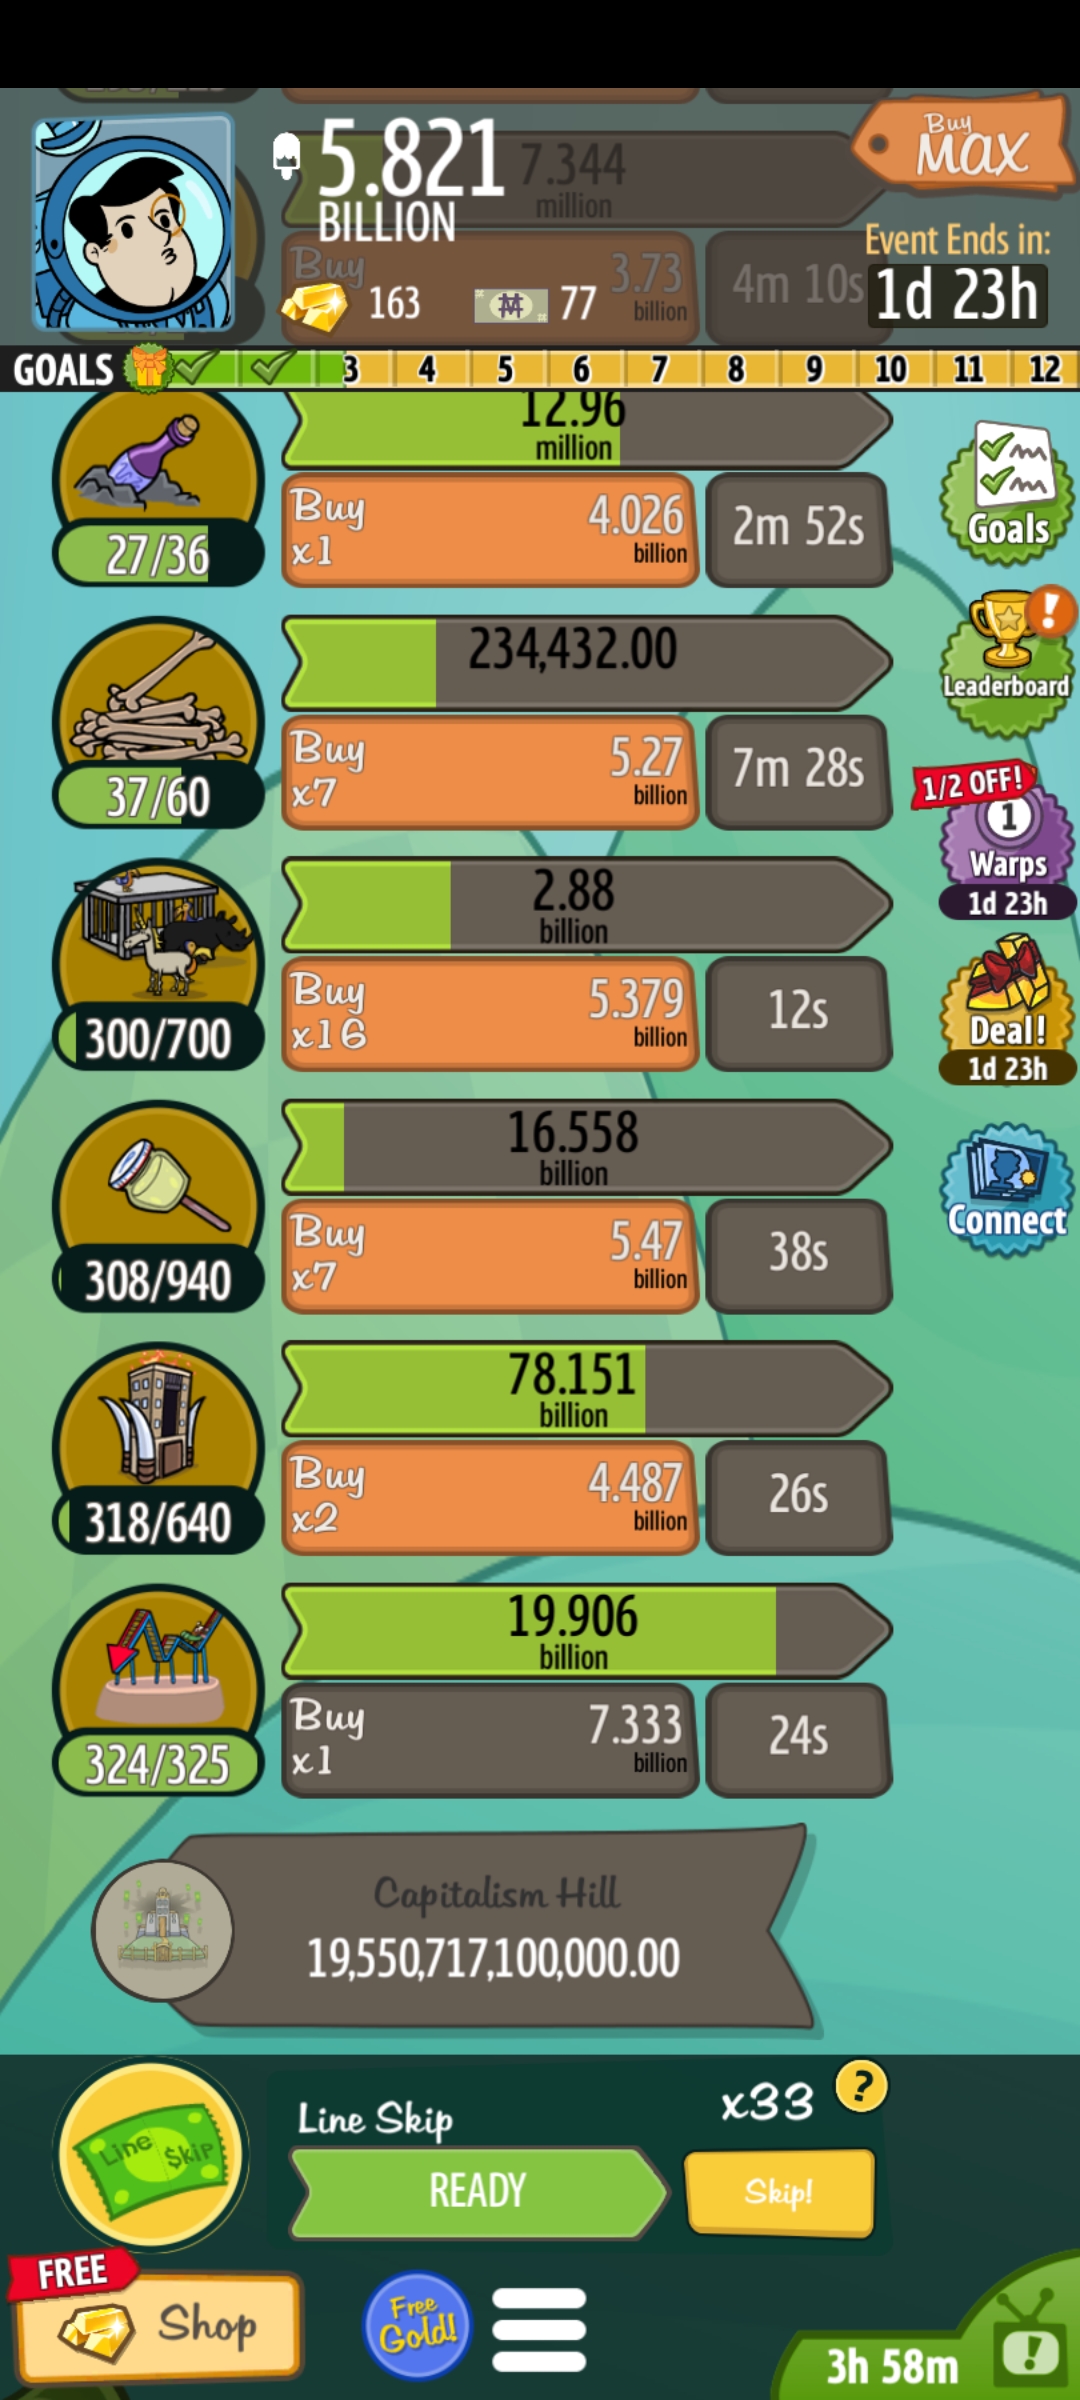 5.821
BILLION
7.344
million
Buy
MAX
Buy
3.73
billion
4m 10s
163
77
Event Ends in:
1d 23h
GOALS
3 4 5 6 7 8 9 10 11 12
12.96
million
27/36
Buy
x1
4.026
billion
2m 52s
Goals
234,432.00
37/60
Buy
x7
5.27
billion
7m 28s
Leaderboard
1/2 OFF!
1
Warps
1d 23h
2.88
billion
300/700
Buy
x16
5.379
billion
12s
Deal!
1d 23h
16.558
billion
308/940
Buy
x7
5.47
billion
38s
Connect
78.151
billion
318/640
Buy
x2
4.487
billion
26s
19.906
billion
324/325
Buy
x1
7.333
billion
24s
Capitalism Hill
19,550,717,100,000.00
Line $kip
Line Skip
x33
?
READY
Skip!
FREE
Shop
Free
Gold!
3h 58m